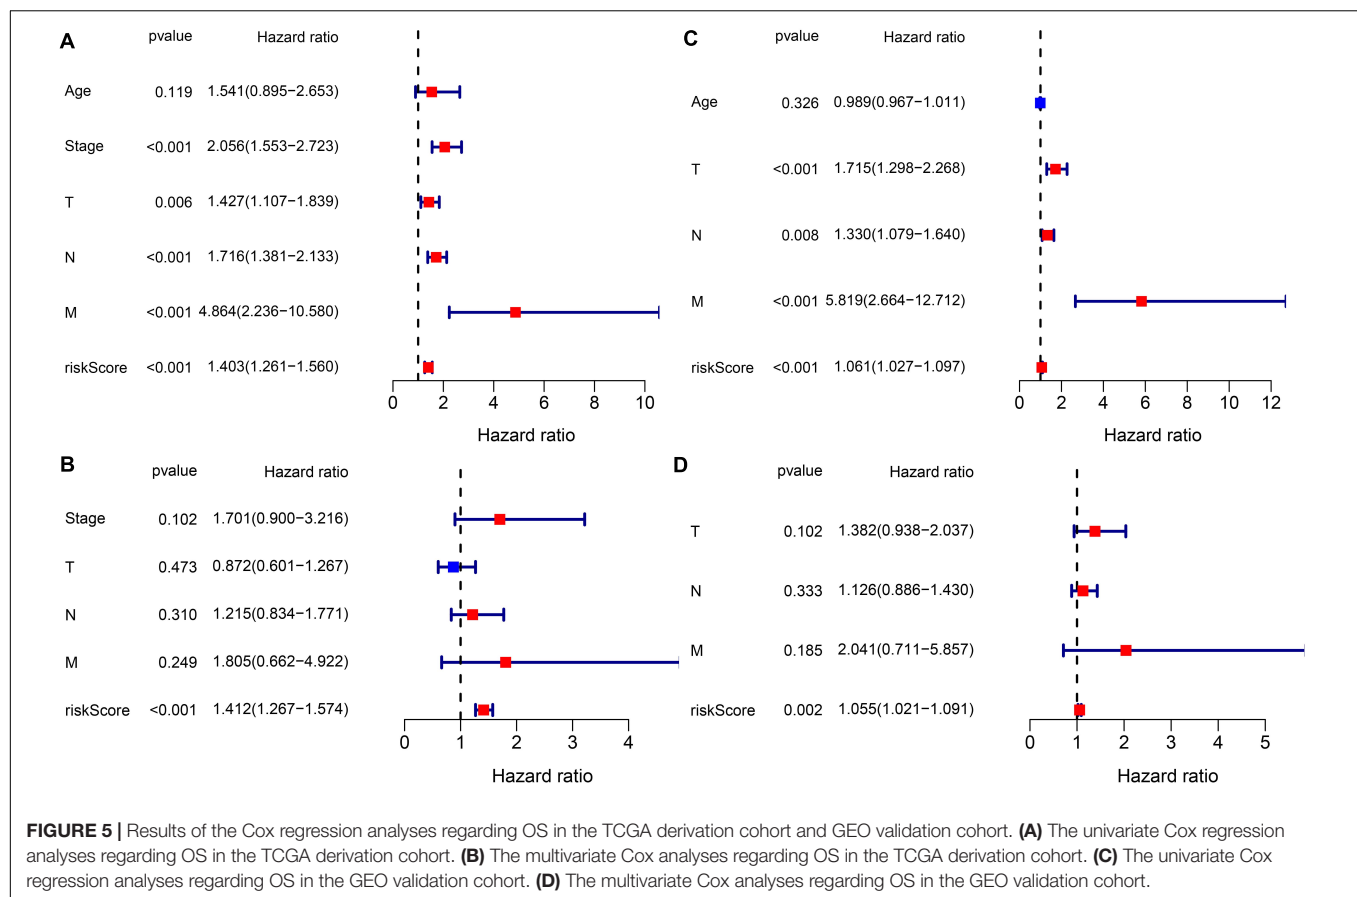 A pvalue Hazard ratio
Age 0.119 1.541(0.895−2.653)
Stage <0.001 2.056(1.553−2.723)
T 0.006 1.427(1.107−1.839)
N <0.001 1.716(1.381−2.133)
M <0.001 4.864(2.236−10.580)
riskScore <0.001 1.403(1.261−1.560)
0 2 4 6 8 10
Hazard ratio
B pvalue Hazard ratio
Stage 0.102 1.701(0.900−3.216)
T 0.473 0.872(0.601−1.267)
N 0.310 1.215(0.834−1.771)
M 0.249 1.805(0.662−4.922)
riskScore <0.001 1.412(1.267−1.574)
0 1 2 3 4
Hazard ratio
C pvalue Hazard ratio
Age 0.326 0.989(0.967−1.011)
T <0.001 1.715(1.298−2.268)
N 0.008 1.330(1.079−1.640)
M <0.001 5.819(2.664−12.712)
riskScore <0.001 1.061(1.027−1.097)
0 2 4 6 8 10 12
Hazard ratio
D pvalue Hazard ratio
T 0.102 1.382(0.938−2.037)
N 0.333 1.126(0.886−1.430)
M 0.185 2.041(0.711−5.857)
riskScore 0.002 1.055(1.021−1.091)
0 1 2 3 4 5
Hazard ratio
FIGURE 5 | Results of the Cox regression analyses regarding OS in the TCGA derivation cohort and GEO validation cohort. (A) The univariate Cox regression
analyses regarding OS in the TCGA derivation cohort. (B) The multivariate Cox analyses regarding OS in the TCGA derivation cohort. (C) The univariate Cox
regression analyses regarding OS in the GEO validation cohort. (D) The multivariate Cox analyses regarding OS in the GEO validation cohort.